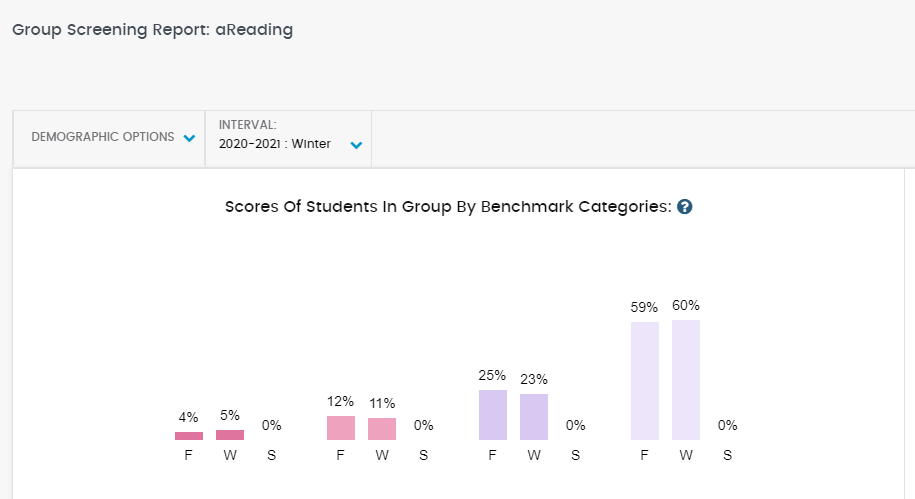 Group Screening Report: aReading
DEMOGRAPHIC OPTIONS
INTERVAL:
2020-2021 : Winter
Scores Of Students In Group By Benchmark Categories: ?
59% 60%
25% 23%
12% 11%
4% 5% 0% 0% 0% 0%
F W S F W S F W S F W S